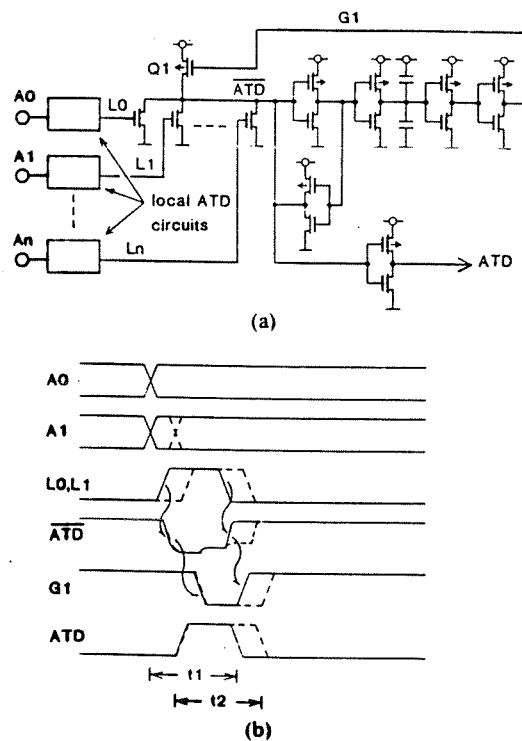 G1
Q1
A0
L0
ATD
A1
L1
local ATD
circuits
An
Ln
ATD
(a)
A0
A1
L0,L1
ATD
G1
ATD
t1
t2
(b)